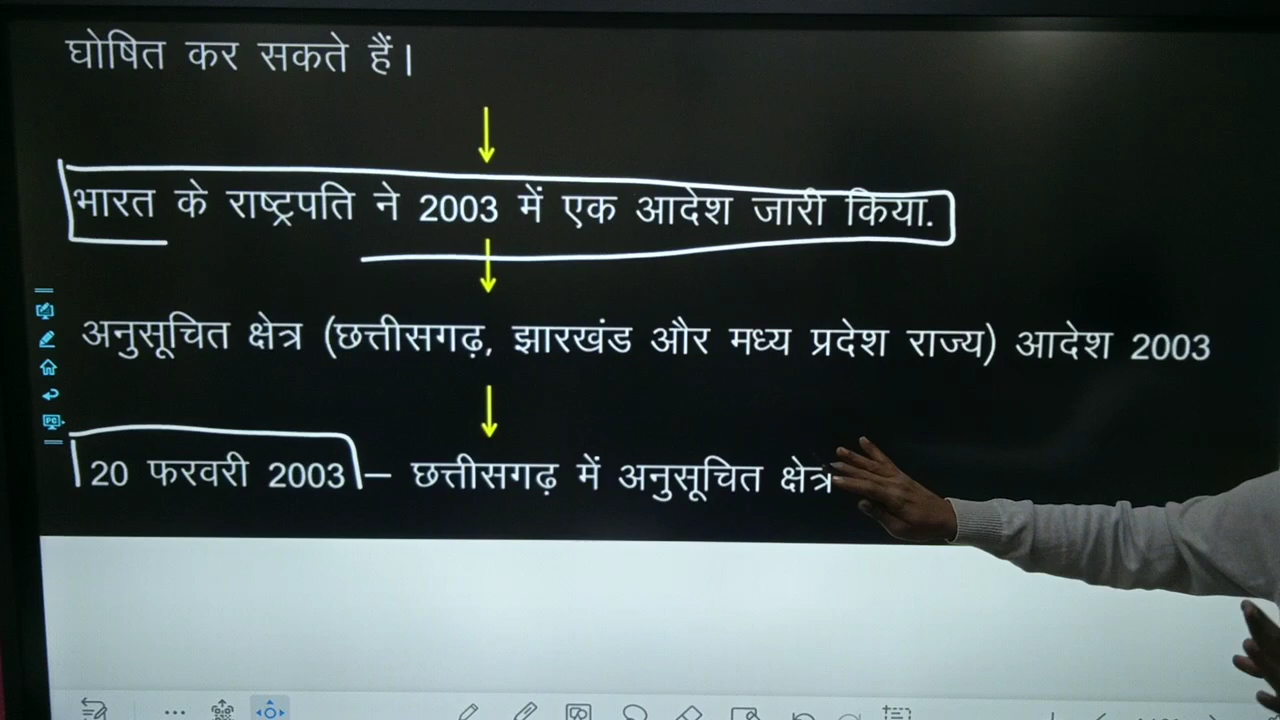 घोषित कर सकते हैं।
भारत के राष्ट्रपति ने 2003 में एक आदेश जारी किया.
अनुसूचित क्षेत्र (छत्तीसगढ़, झारखंड और मध्य प्रदेश राज्य) आदेश 2003
20 फरवरी 2003 – छत्तीसगढ़ में अनुसूचित क्षेत्र